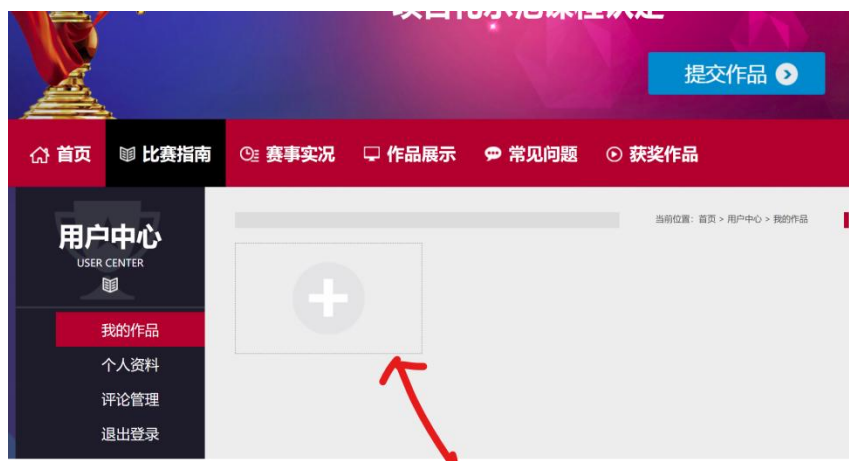 提交作品
首页 比赛指南 赛事实况 作品展示 常见问题 获奖作品
当前位置：首页 > 用户中心 > 我的作品
用户中心
USER CENTER
我的作品
个人资料
评论管理
退出登录